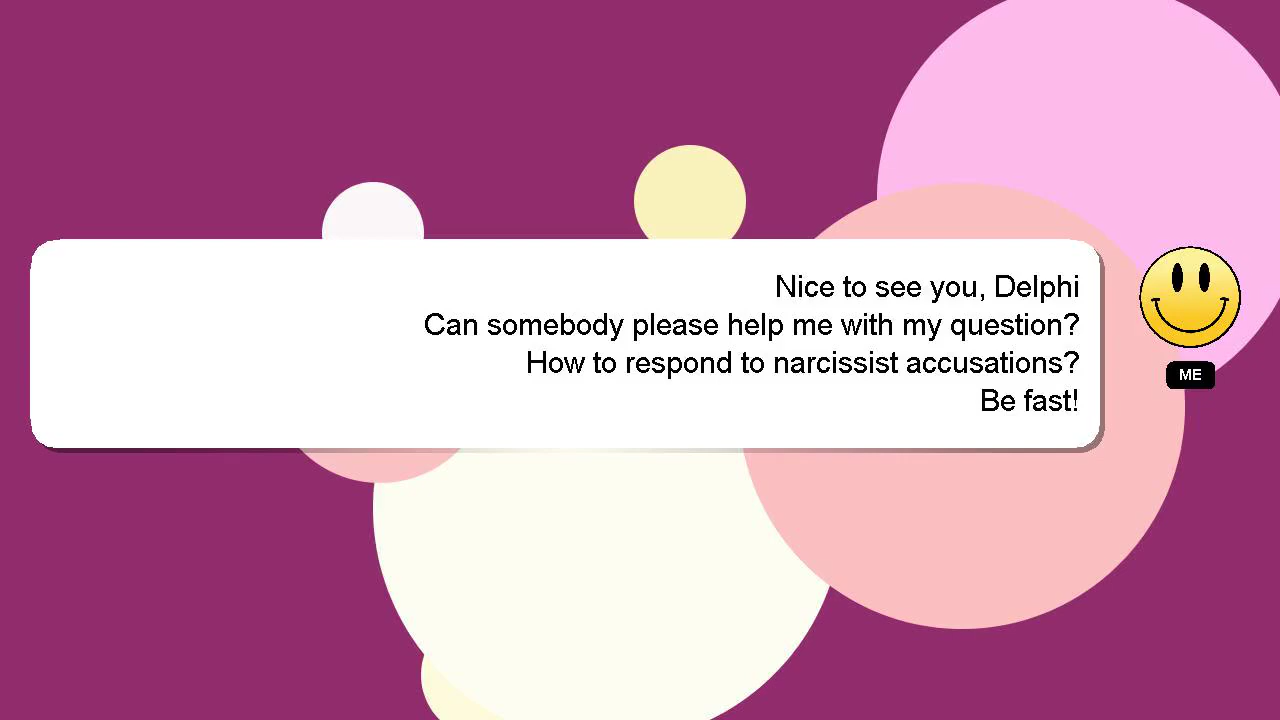 Nice to see you, Delphi
Can somebody please help me with my question?
How to respond to narcissist accusations?
Be fast!
ME